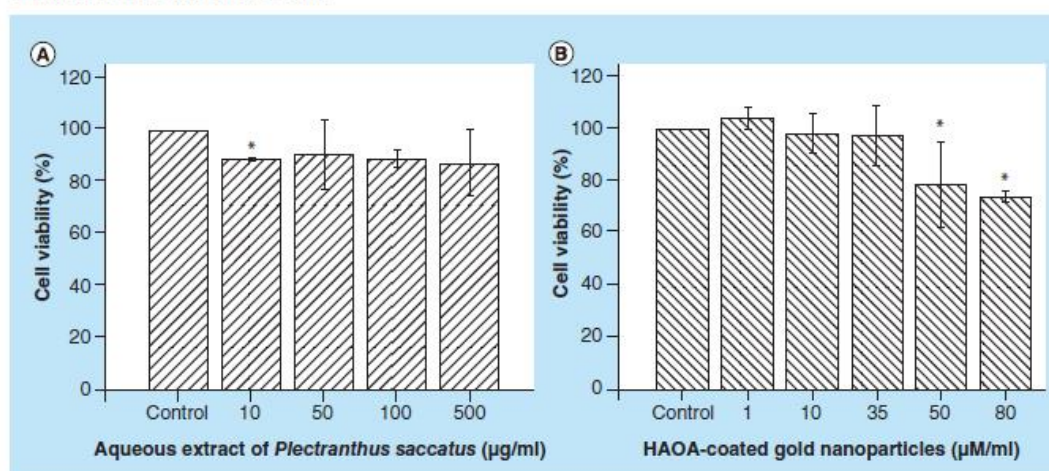 A
120
100
80
60
40
20
0
Cell viability (%)
*
Control 10 50 100 500
Aqueous extract of Plectranthus saccatus (µg/ml)
B
120
100
80
60
40
20
0
Cell viability (%)
*
*
Control 1 10 35 50 80
HAOA-coated gold nanoparticles (µM/ml)